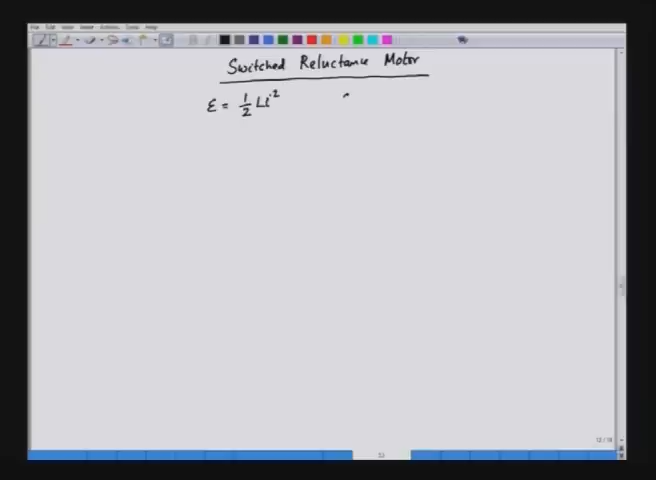 Switched Reluctance Motor
ε = 1/2 Li²